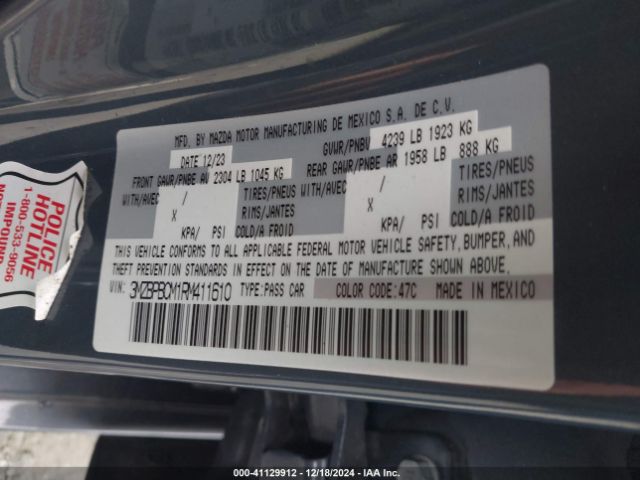 MFD. BY MAZDA MOTOR MANUFACTURING DE MEXICO S.A. DE C.V.
DATE 12/23 GVWR/PNBV 4239 LB 1923 KG
FRONT GAWR/PNBE AV 2304 LB 1045 KG REAR GAWR/PNBE AR 1958 LB 888 KG
WITH/AVEC / TIRES/PNEUS WITH/AVEC / TIRES/PNEUS
X RIMS/JANTES X RIMS/JANTES
KPA/ PSI COLD/A FROID KPA/ PSI COLD/A FROID
THIS VEHICLE CONFORMS TO ALL APPLICABLE FEDERAL MOTOR VEHICLE SAFETY, BUMPER, AND
THEFT PREVENTION STANDARDS IN EFFECT ON THE DATE OF MANUFACTURE SHOWN ABOVE.
VIN: 3MZBPBCM1RM411610 TYPE:PASS CAR COLOR CODE:47C MADE IN MEXICO
POLICE
HOTLINE
1-800-533-9056
IMPOUND
000-41129912 - 12/18/2024 - IAA Inc.